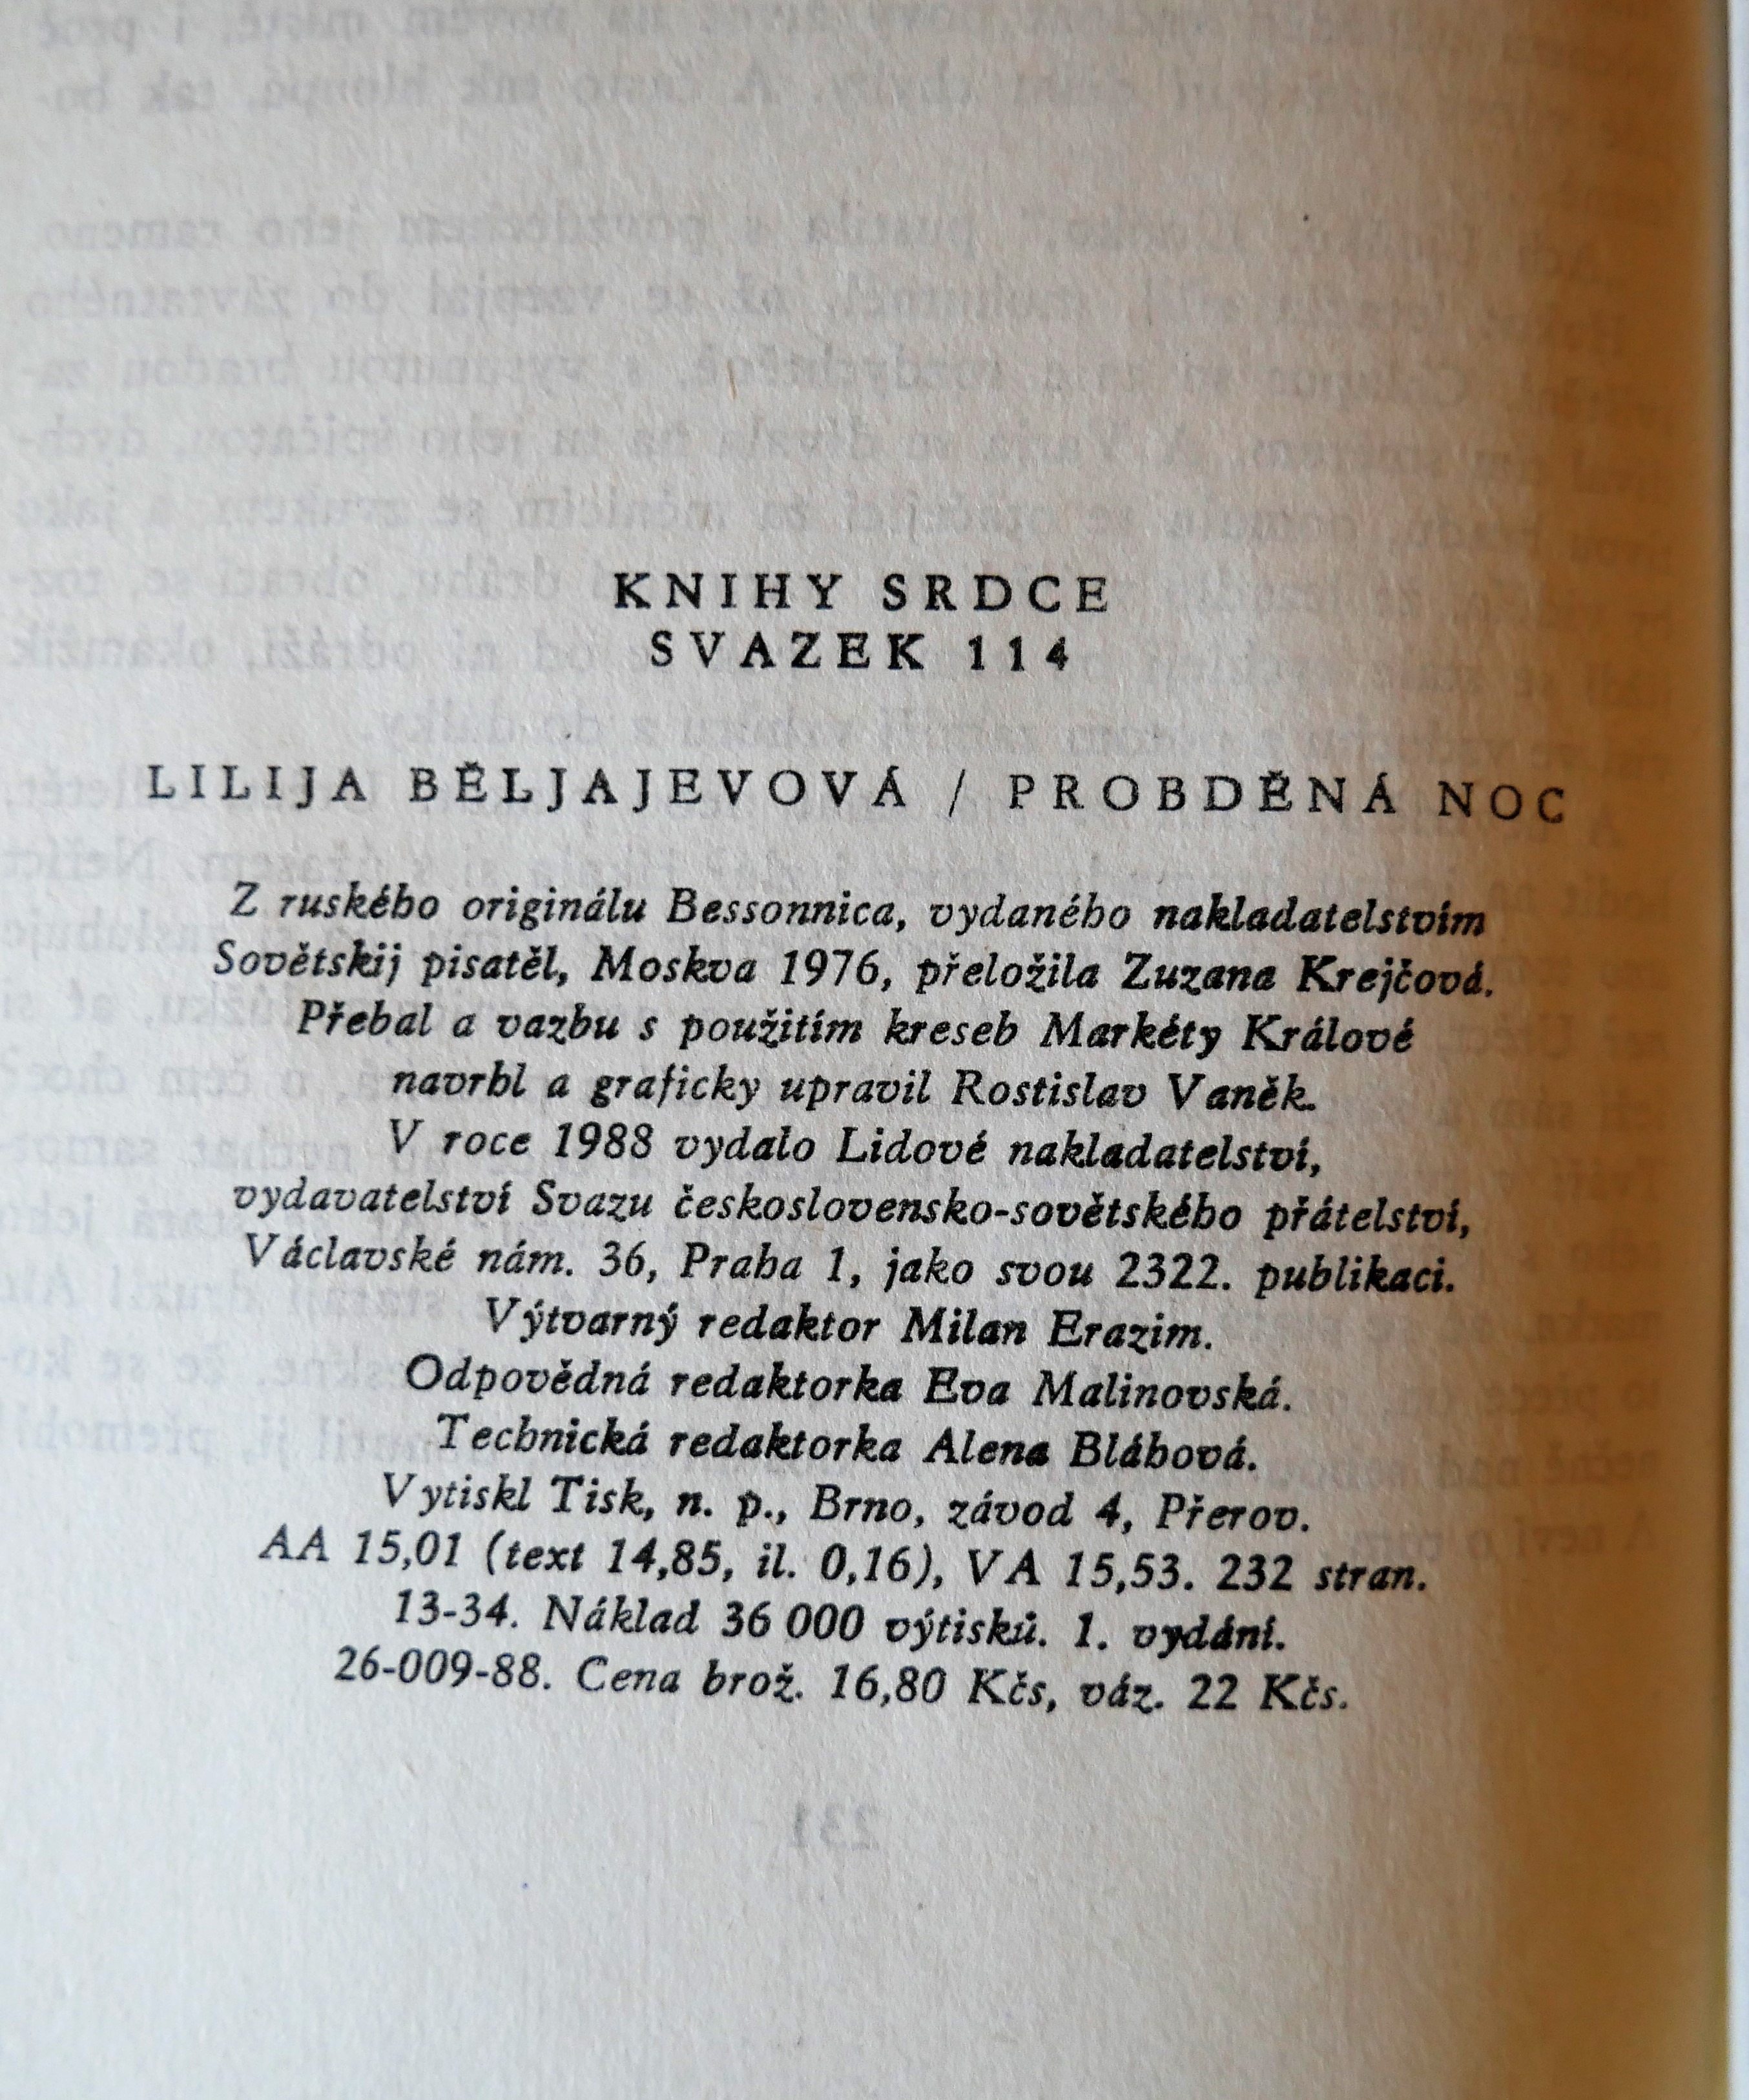 KNIHY SRDCE
SVAZEK 114
LILIJA BĚLJAJEVOVÁ / PROBDĚNÁ NOC
Z ruského originálu Bessonnica, vydaného nakladatelstvím
Sovětskij pisatěl, Moskva 1976, přeložila Zuzana Krejčová.
Přebal a vazbu s použitím kreseb Markéty Králové
navrhl a graficky upravil Rostislav Vaněk.
V roce 1988 vydalo Lidové nakladatelství,
vydavatelství Svazu československo-sovětského přátelství,
Václavské nám. 36, Praha 1, jako svou 2322. publikaci.
Výtvarný redaktor Milan Erazim.
Odpovědná redaktorka Eva Malinovská.
Technická redaktorka Alena Bláhová.
Vytiskl Tisk, n. p., Brno, závod 4, Přerov.
AA 15,01 (text 14,85, il. 0,16), VA 15,53. 232 stran.
13-34. Náklad 36 000 výtisků. 1. vydání.
26-009-88. Cena brož. 16,80 Kčs, váz. 22 Kčs.